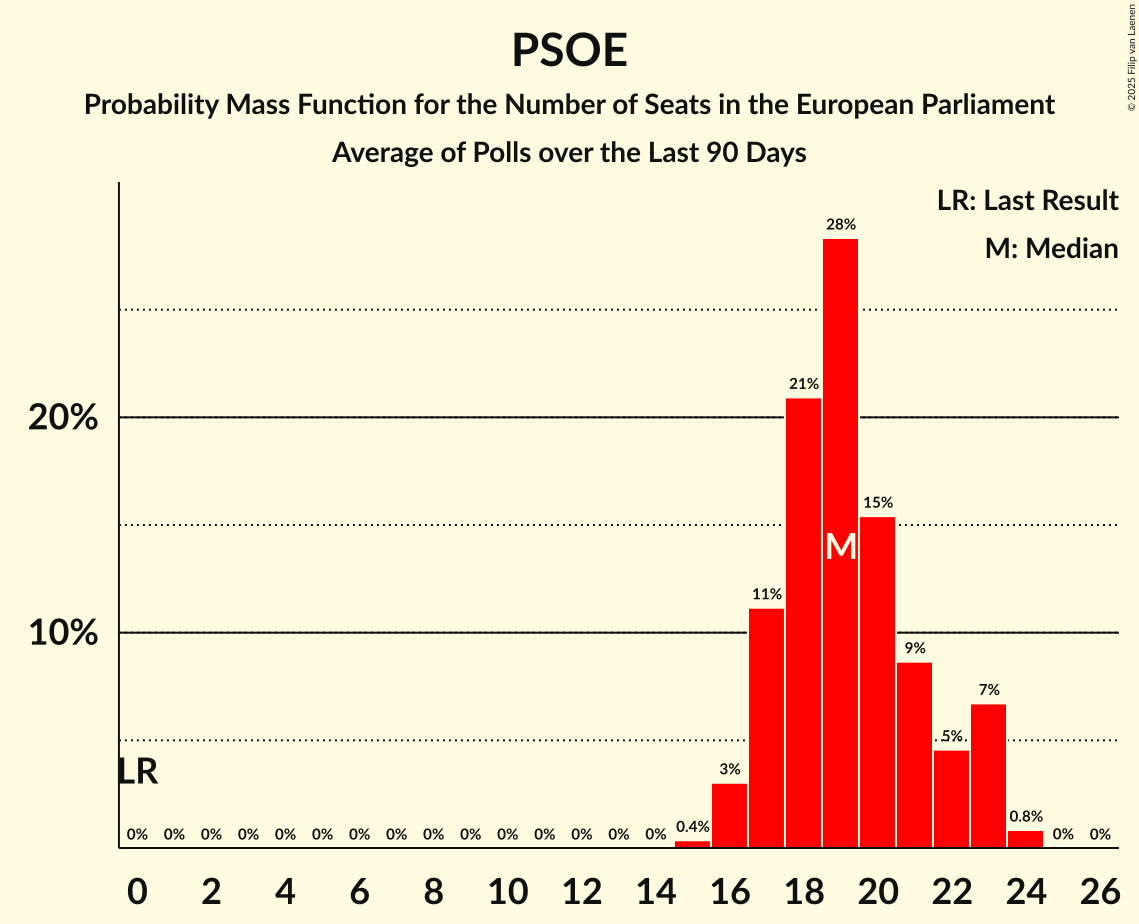 © 2025 Filip van Laenen
PSOE
Probability Mass Function for the Number of Seats in the European Parliament
Average of Polls over the Last 90 Days
LR: Last Result
M: Median
20%
10%
LR
M
0% 0% 0% 0% 0% 0% 0% 0% 0% 0% 0% 0% 0% 0% 0% 0.4% 3% 11% 21% 28% 15% 9% 5% 7% 0.8% 0% 0%
0 2 4 6 8 10 12 14 16 18 20 22 24 26